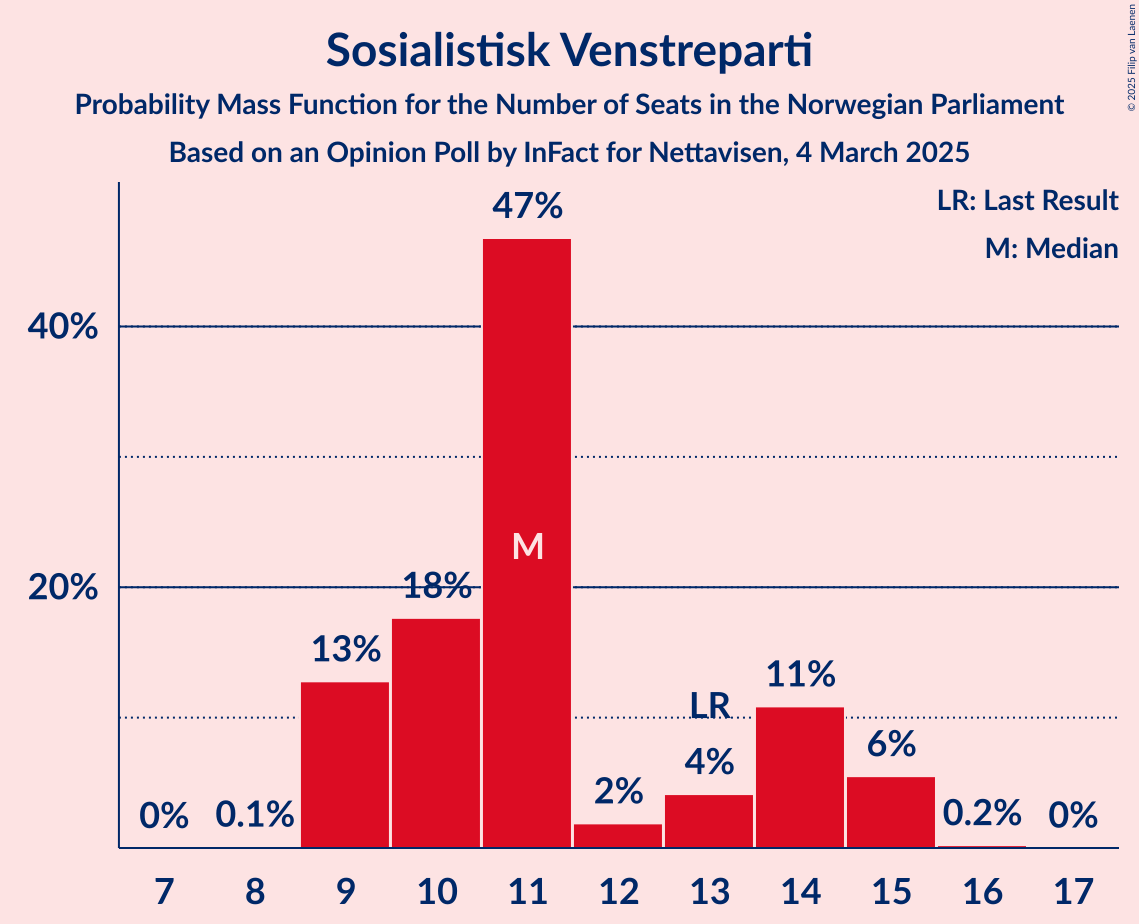 Sosialistisk Venstreparti
Probability Mass Function for the Number of Seats in the Norwegian Parliament
Based on an Opinion Poll by InFact for Nettavisen, 4 March 2025
© 2025 Filip van Laenen
LR: Last Result
M: Median
47%
40%
M
20%
18%
13%
11%
LR
6%
4%
2%
0%
0.1%
0.2%
0%
7 8 9 10 11 12 13 14 15 16 17